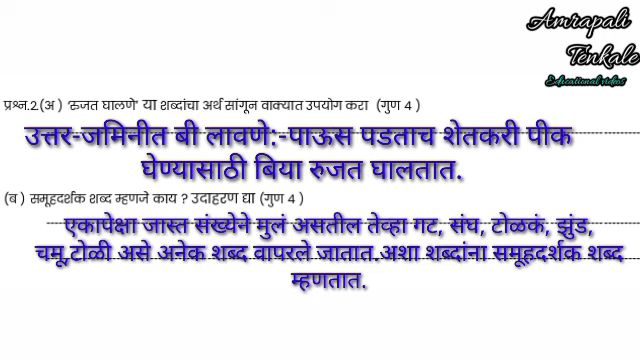 Amrapali
Tenkale
Educational videos
प्रश्न.2.(अ ) ‘रुजत घालणे’ या शब्दांचा अर्थ सांगून वाक्यात उपयोग करा (गुण 4 )
उत्तर-जमिनीत बी लावणे:-पाऊस पडताच शेतकरी पीक
घेण्यासाठी बिया रुजत घालतात.
(ब ) समूहदर्शक शब्द म्हणजे काय ? उदाहरण द्या (गुण 4 )
एकापेक्षा जास्त संख्येने मुलं असतील तेव्हा गट, संघ, टोळकं, झुंड,
चमू,टोळी असे अनेक शब्द वापरले जातात.अशा शब्दांना समूहदर्शक शब्द
म्हणतात.